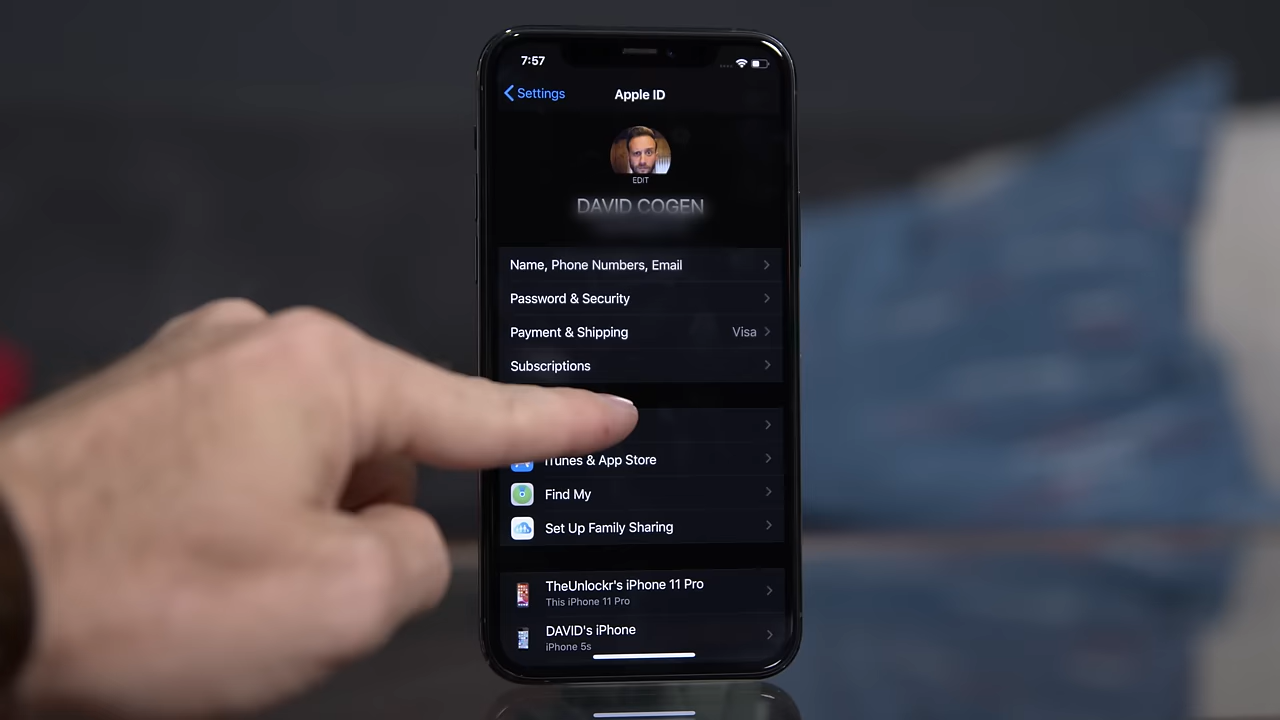 7:57
Settings
Apple ID
EDIT
DAVID COGEN
Name, Phone Numbers, Email
Password & Security
Payment & Shipping Visa
Subscriptions
iTunes & App Store
Find My
Set Up Family Sharing
TheUnlockr's iPhone 11 Pro
This iPhone 11 Pro
DAVID's iPhone
iPhone 5s